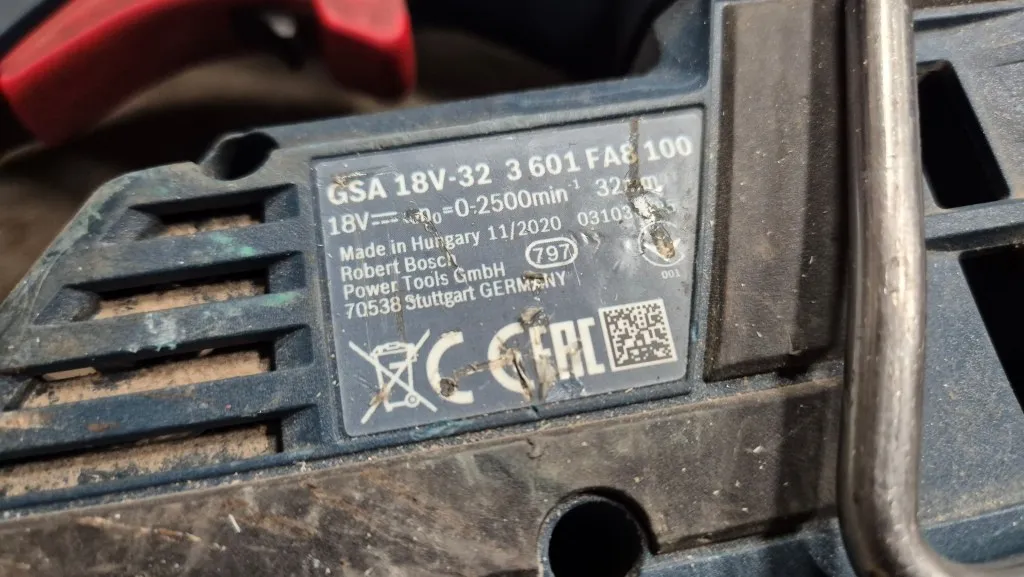 GSA 18V-32 3 601 FA8 100
18V⎓ n₀=0-2500min⁻¹ 32mm
Made in Hungary 11/2020
Robert Bosch 797
Power Tools GmbH
70538 Stuttgart GERMANY
001
CE EAC